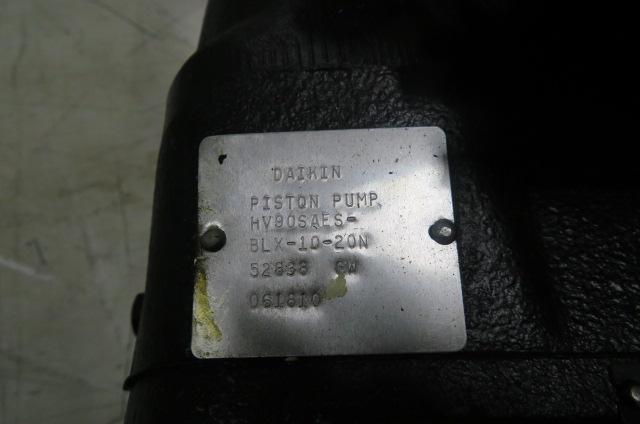 DAIKIN
PISTON PUMP
HV90SAES-
BLX-10-20N
52838 GW
061610